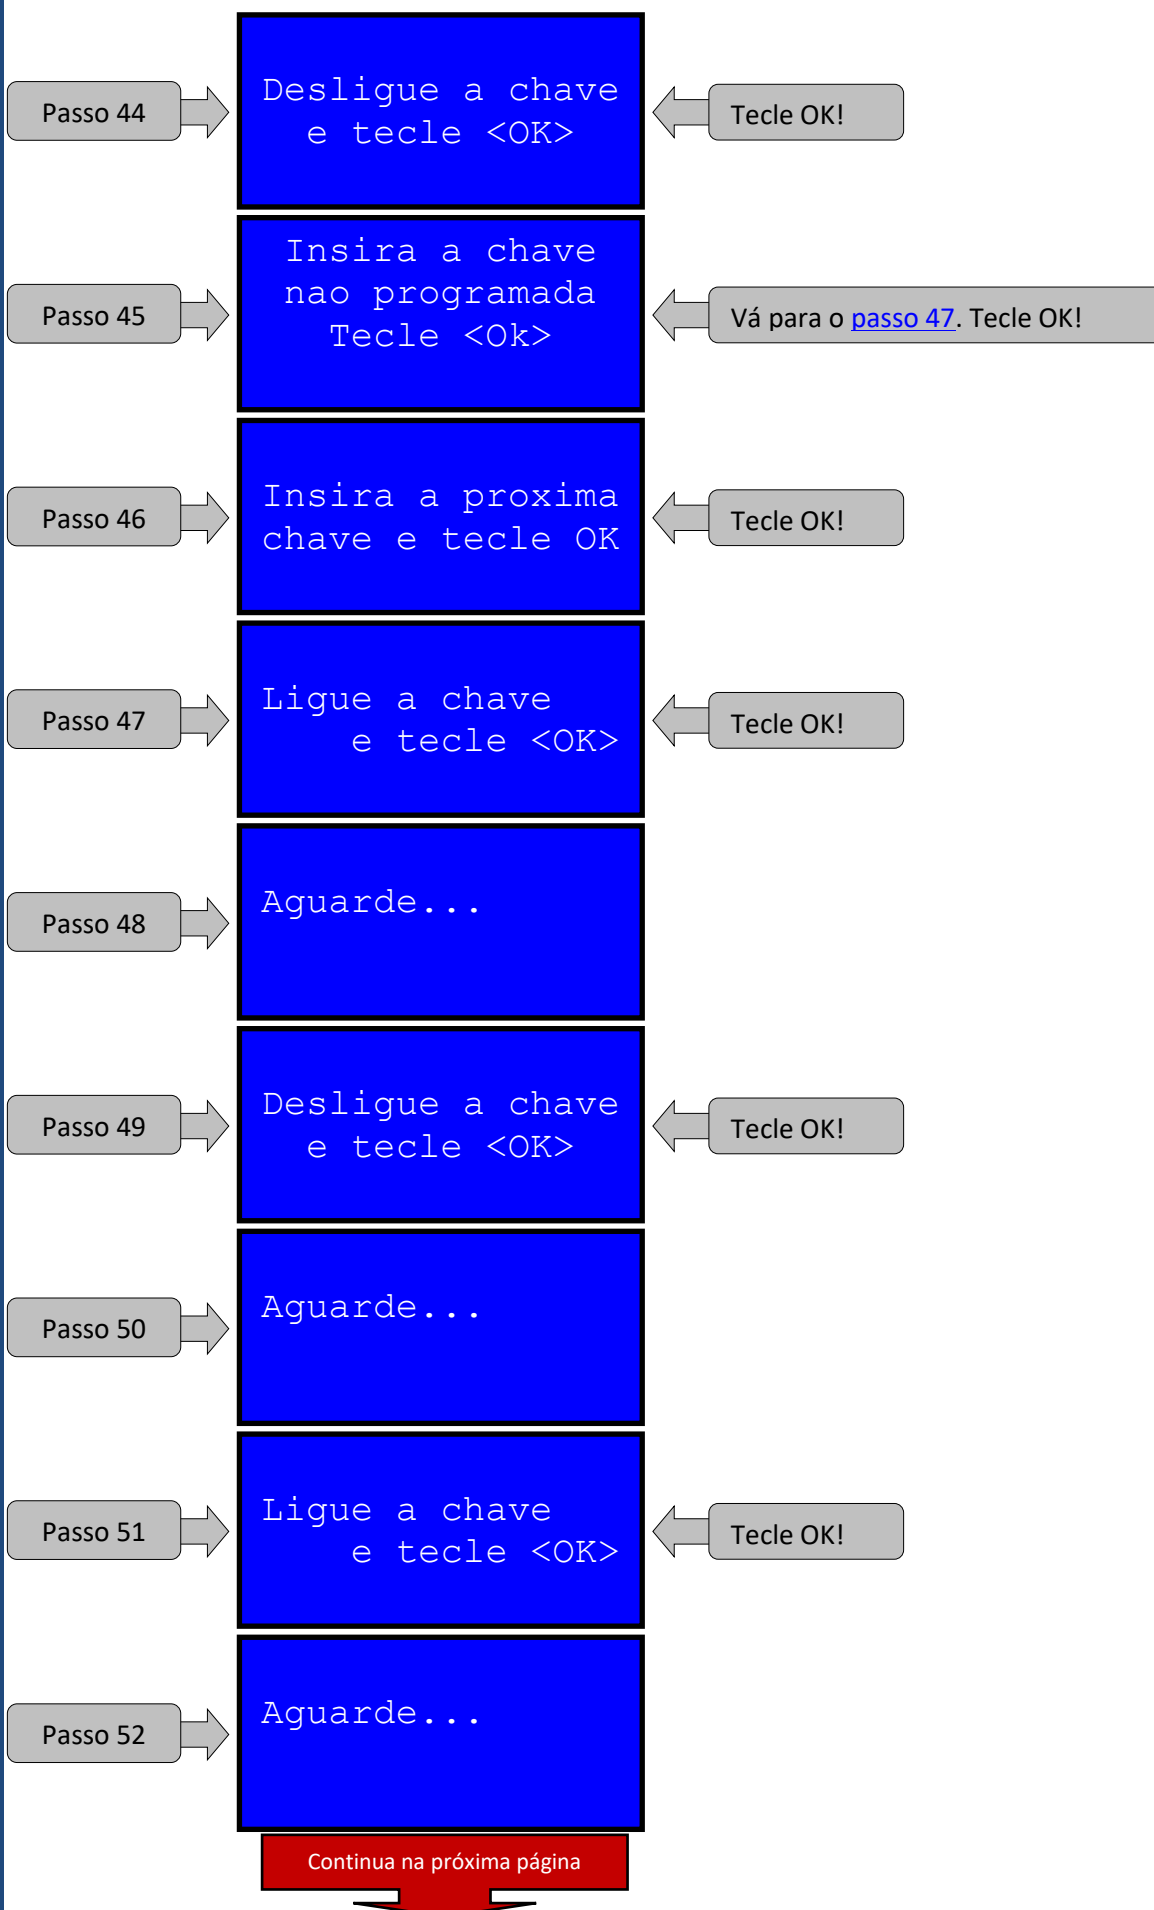 Passo 44
Desligue a chave
e tecle <OK>
Tecle OK!
Passo 45
Insira a chave
nao programada
Tecle <Ok>
Vá para o passo 47. Tecle OK!
Passo 46
Insira a proxima
chave e tecle OK
Tecle OK!
Passo 47
Ligue a chave
e tecle <OK>
Tecle OK!
Passo 48
Aguarde...
Passo 49
Desligue a chave
e tecle <OK>
Tecle OK!
Passo 50
Aguarde...
Passo 51
Ligue a chave
e tecle <OK>
Tecle OK!
Passo 52
Aguarde...
Continua na próxima página